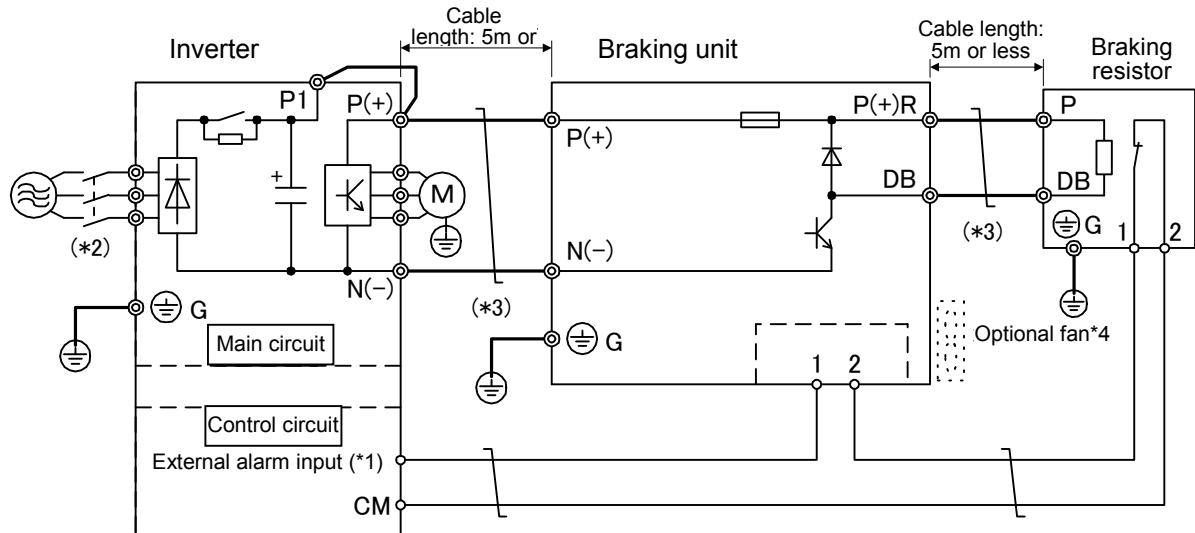 Cable
length: 5m or
Cable length:
5m or less
Inverter
Braking unit
Braking
resistor
P1
P(+)
P(+)
P(+)R
P
+
M
DB
DB
(*2)
(*3)
(*3)
N(−)
N(−)
G
1
2
G
G
Main circuit
Optional fan*4
1
2
Control circuit
External alarm input (*1)
CM